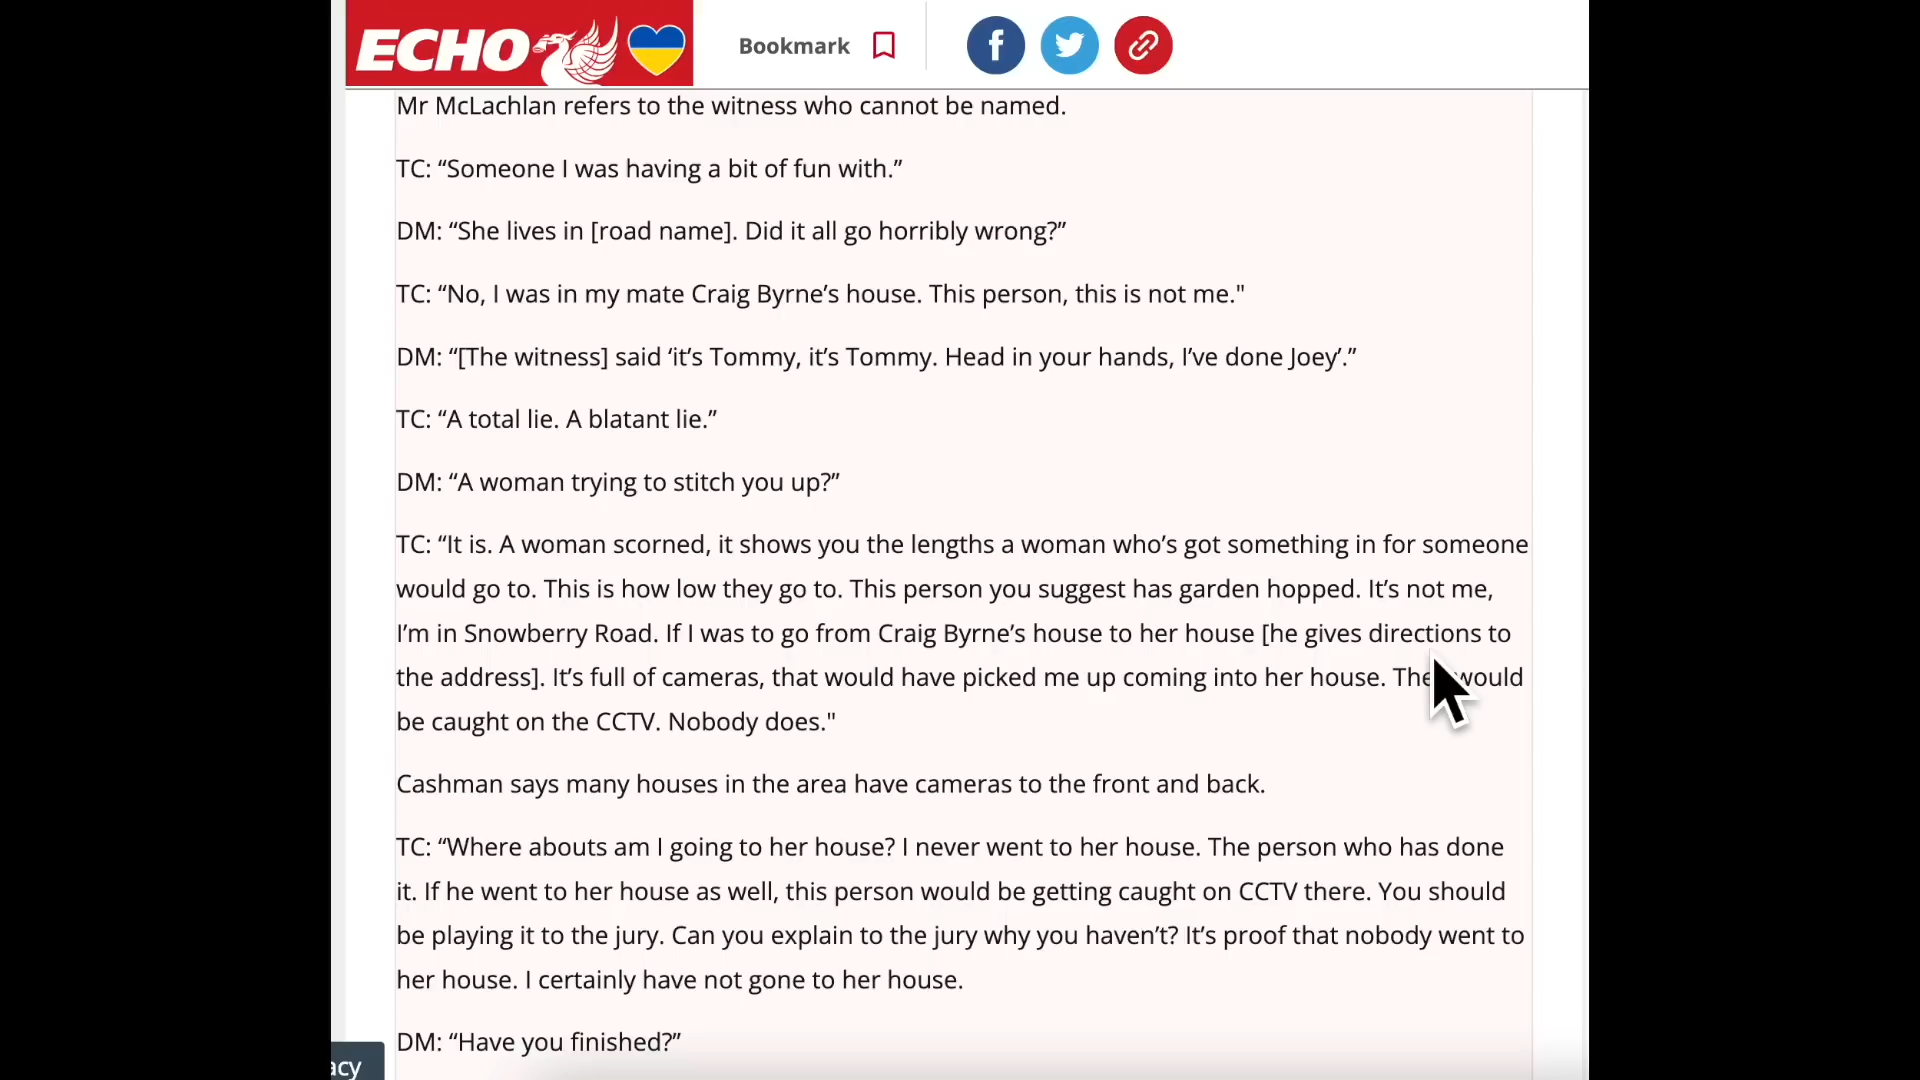 ECHO
Bookmark
Mr McLachlan refers to the witness who cannot be named.
TC: “Someone I was having a bit of fun with.”
DM: “She lives in [road name]. Did it all go horribly wrong?”
TC: “No, I was in my mate Craig Byrne’s house. This person, this is not me."
DM: “[The witness] said ‘it’s Tommy, it’s Tommy. Head in your hands, I’ve done Joey’.”
TC: “A total lie. A blatant lie.”
DM: “A woman trying to stitch you up?”
TC: “It is. A woman scorned, it shows you the lengths a woman who’s got something in for someone
would go to. This is how low they go to. This person you suggest has garden hopped. It’s not me,
I’m in Snowberry Road. If I was to go from Craig Byrne’s house to her house [he gives directions to
the address]. It’s full of cameras, that would have picked me up coming into her house. would
be caught on the CCTV. Nobody does."
Cashman says many houses in the area have cameras to the front and back.
TC: “Where abouts am I going to her house? I never went to her house. The person who has done
it. If he went to her house as well, this person would be getting caught on CCTV there. You should
be playing it to the jury. Can you explain to the jury why you haven’t? It’s proof that nobody went to
her house. I certainly have not gone to her house.
DM: “Have you finished?”
acy